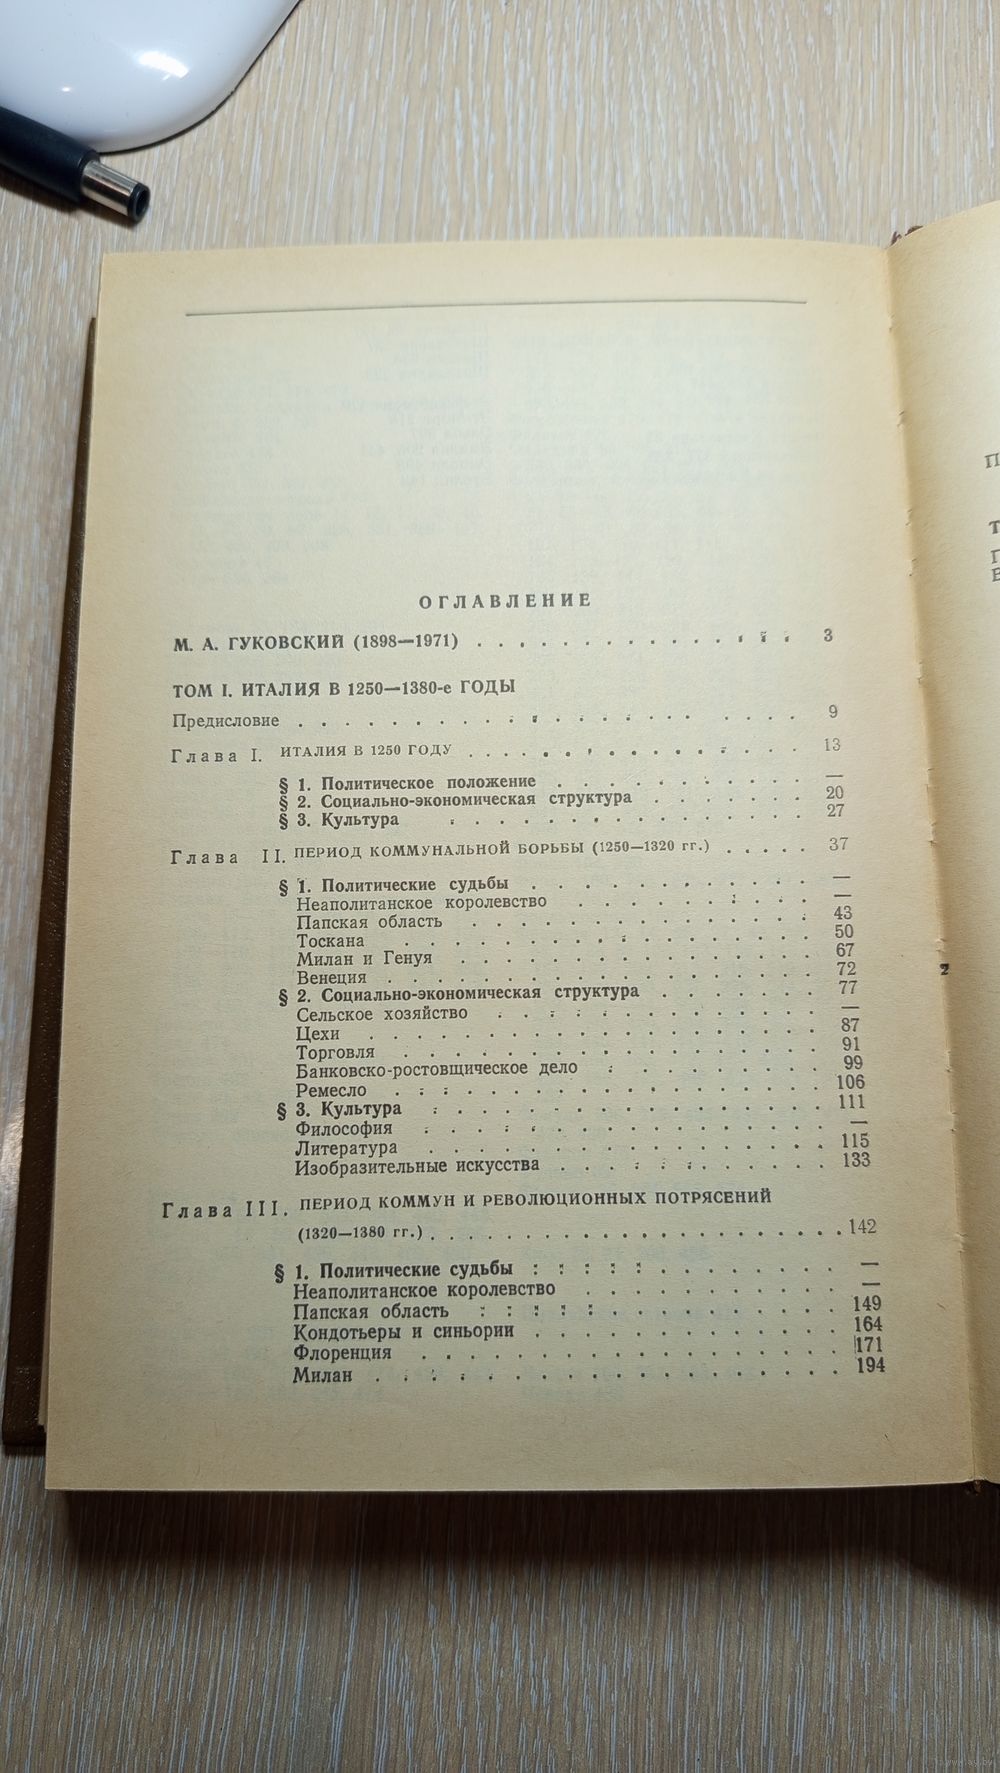 ОГЛАВЛЕНИЕ
М. А. ГУКОВСКИЙ (1898—1971) . . . . . . . . . . . . . . 3
ТОМ I. ИТАЛИЯ В 1250—1380-е ГОДЫ
Предисловие . . . . . . . . . . . . . . . . . . . . 9
Глава I. ИТАЛИЯ В 1250 ГОДУ . . . . . . . . . . . . . 13
§ 1. Политическое положение . . . . . . . . . . —
§ 2. Социально-экономическая структура . . . . . . 20
§ 3. Культура . . . . . . . . . . . . . . . 27
Глава II. ПЕРИОД КОММУНАЛЬНОЙ БОРЬБЫ (1250—1320 гг.) . . . . . 37
§ 1. Политические судьбы . . . . . . . . . . . —
Неаполитанское королевство . . . . . . . . . —
Папская область . . . . . . . . . . . . . 43
Тоскана . . . . . . . . . . . . . . . . 50
Милан и Генуя . . . . . . . . . . . . . . 67
Венеция . . . . . . . . . . . . . . . . 72
§ 2. Социально-экономическая структура . . . . . . 77
Сельское хозяйство . . . . . . . . . . . . —
Цехи . . . . . . . . . . . . . . . . . 87
Торговля . . . . . . . . . . . . . . . 91
Банковско-ростовщическое дело . . . . . . . . 99
Ремесло . . . . . . . . . . . . . . . . 106
§ 3. Культура . . . . . . . . . . . . . . . 111
Философия . . . . . . . . . . . . . . . —
Литература . . . . . . . . . . . . . . . 115
Изобразительные искусства . . . . . . . . . . 133
Глава III. ПЕРИОД КОММУН И РЕВОЛЮЦИОННЫХ ПОТРЯСЕНИЙ
(1320—1380 гг.) . . . . . . . . . . . . . . . . 142
§ 1. Политические судьбы . . . . . . . . . . . . —
Неаполитанское королевство . . . . . . . . . . —
Папская область . . . . . . . . . . . . . . 149
Кондотьеры и синьории . . . . . . . . . . . . 164
Флоренция . . . . . . . . . . . . . . . . 171
Милан . . . . . . . . . . . . . . . . . 194